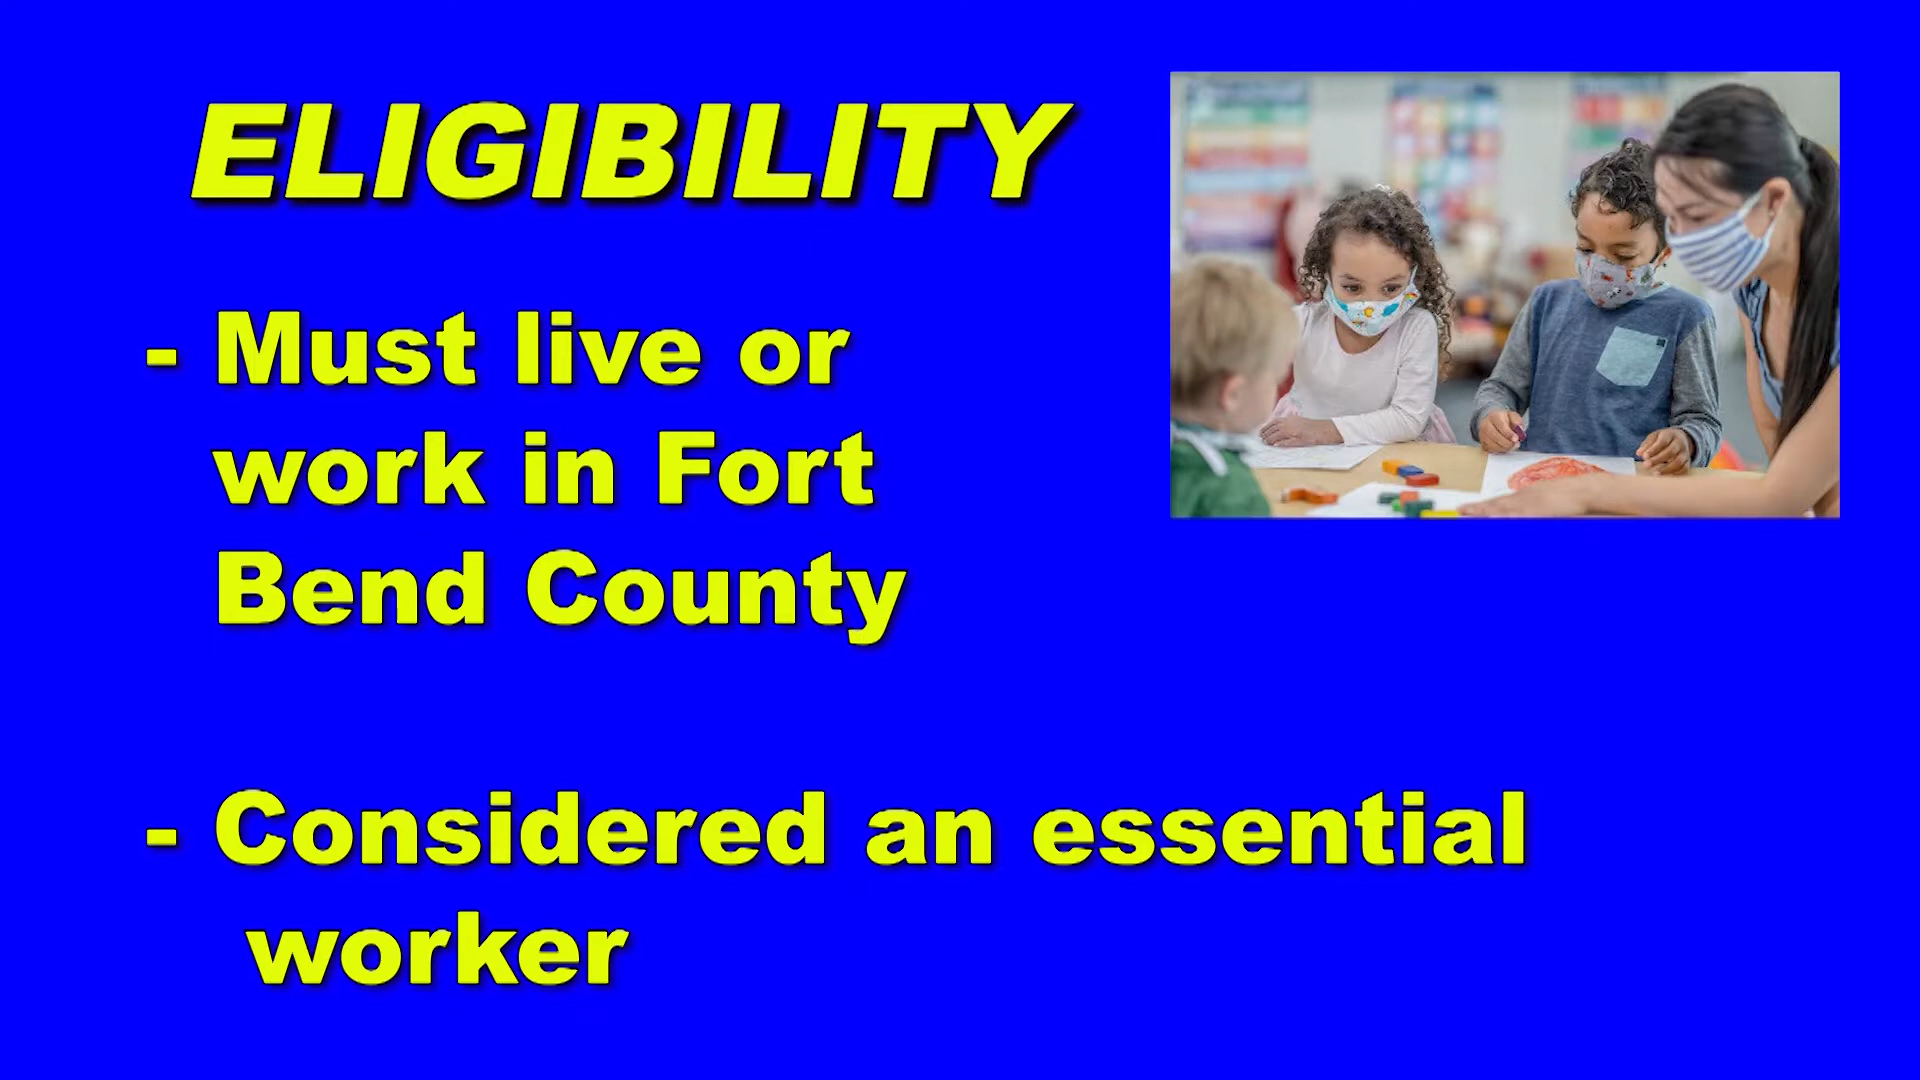 ELIGIBILITY
- Must live or
work in Fort
Bend County
- Considered an essential
worker